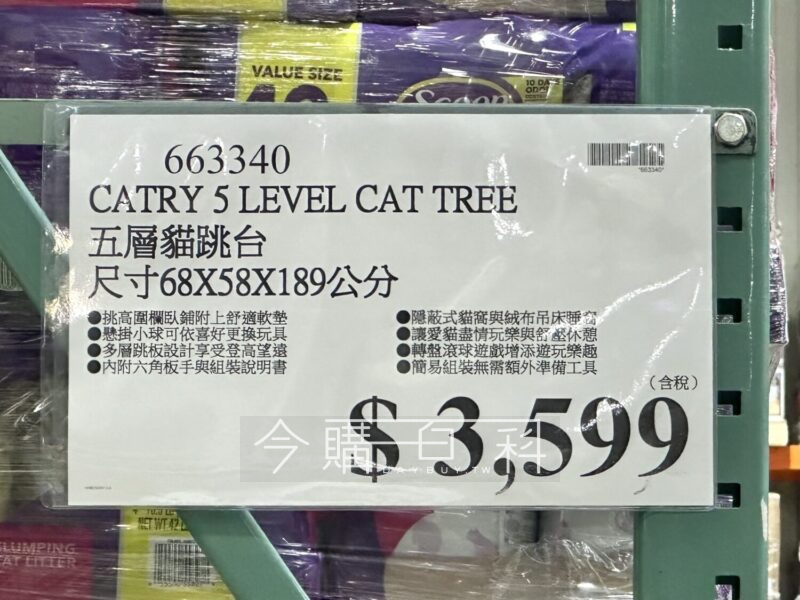 VALUE SIZE
Scoop
663340
*663340*
CATRY 5 LEVEL CAT TREE
五層貓跳台
尺寸68X58X189公分
●挑高圍欄臥鋪附上舒適軟墊
●懸掛小球可依喜好更換玩具
●多層跳板設計享受登高望遠
●內附六角板手與組裝說明書
●隱蔽式貓窩與絨布吊床睡窩
●讓愛貓盡情玩樂與舒壓休憩
●轉盤滾球遊戲增添遊玩樂趣
●簡易組裝無需額外準備工具
(含稅)
$ 3,599
今購百科
NET WT 42
CLUMPING
CAT LITTER